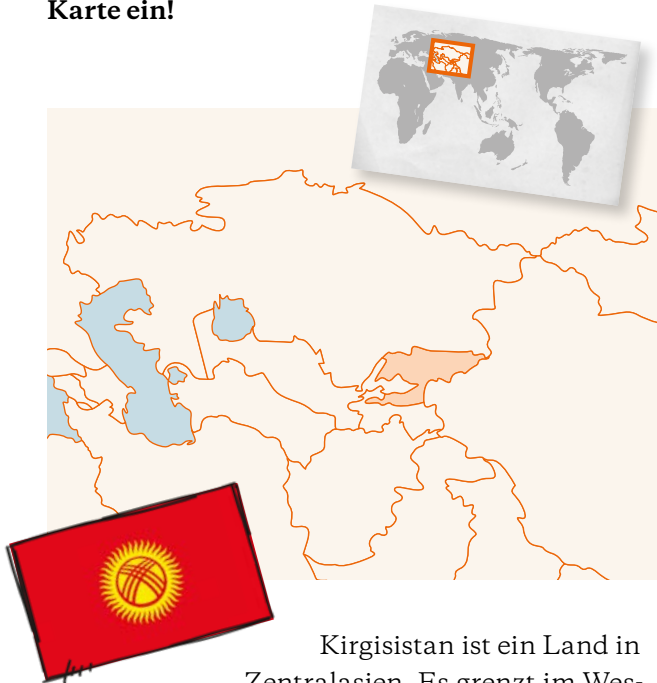 Karte ein!
Kirgisistan ist ein Land in
Zentralasien. Es grenzt im Wes-